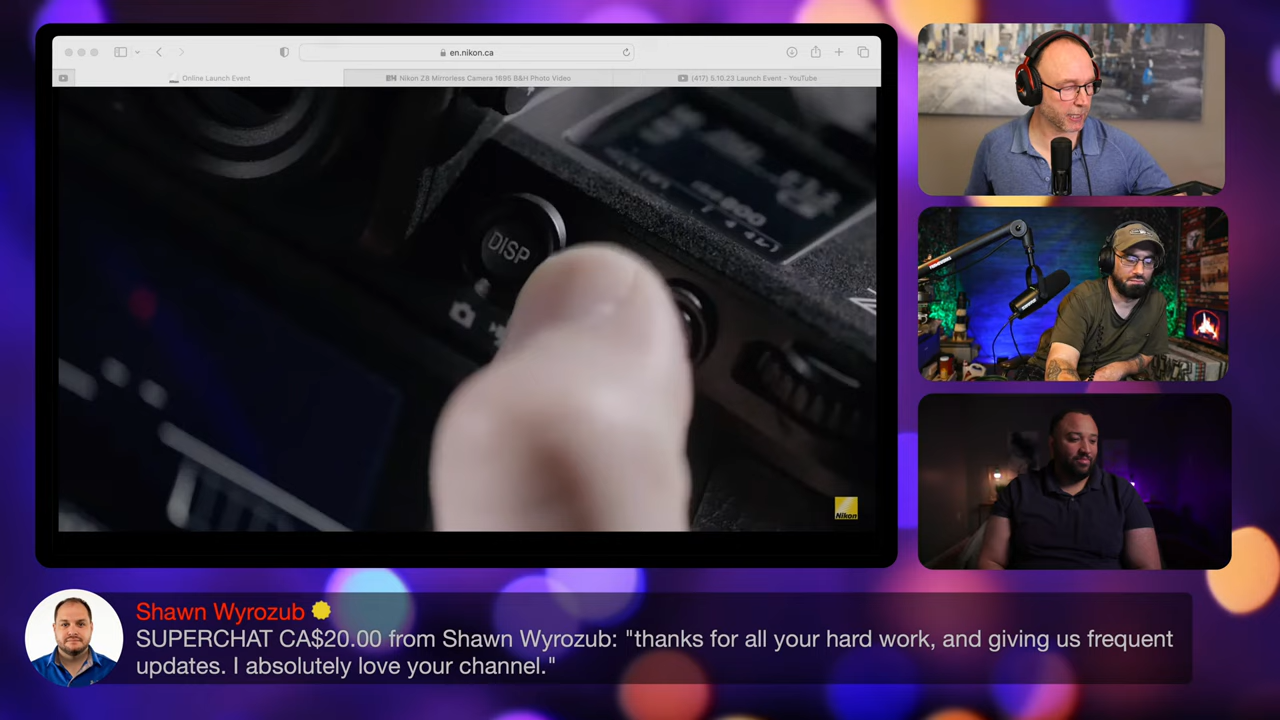 en.nikon.ca
Online Launch Event
Nikon Z8 Mirrorless Camera 1695 B&H Photo Video
(417) 5.10.23 Launch Event - YouTube
DISP
800
Nikon
Shawn Wyrozub
SUPERCHAT CA$20.00 from Shawn Wyrozub: "thanks for all your hard work, and giving us frequent
updates. I absolutely love your channel."